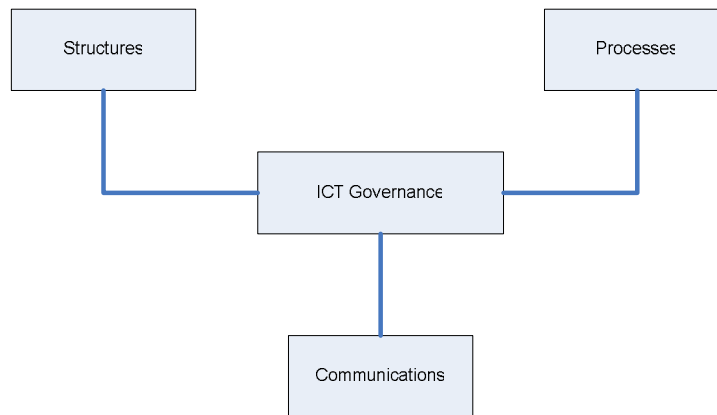 Structures
Processes
ICT Governance
Communications